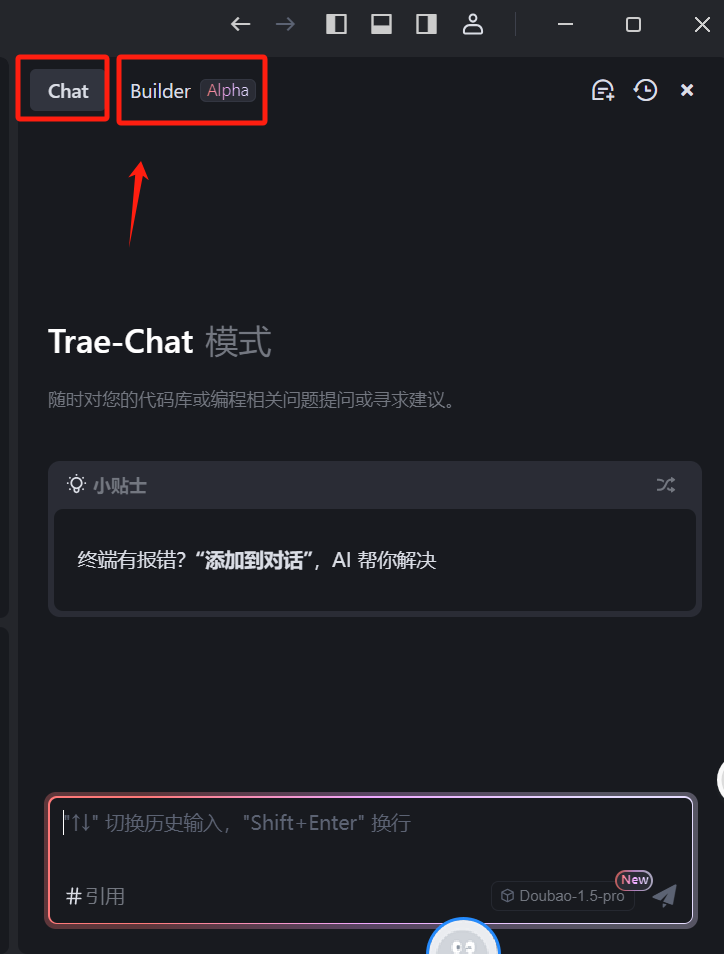 Chat Builder Alpha
Trae-Chat 模式
随时对您的代码库或编程相关问题提问或寻求建议。
小贴士
终端有报错？“添加到对话”，AI 帮你解决
"↑↓" 切换历史输入，"Shift+Enter" 换行
New
#引用 Doubao-1.5-pro